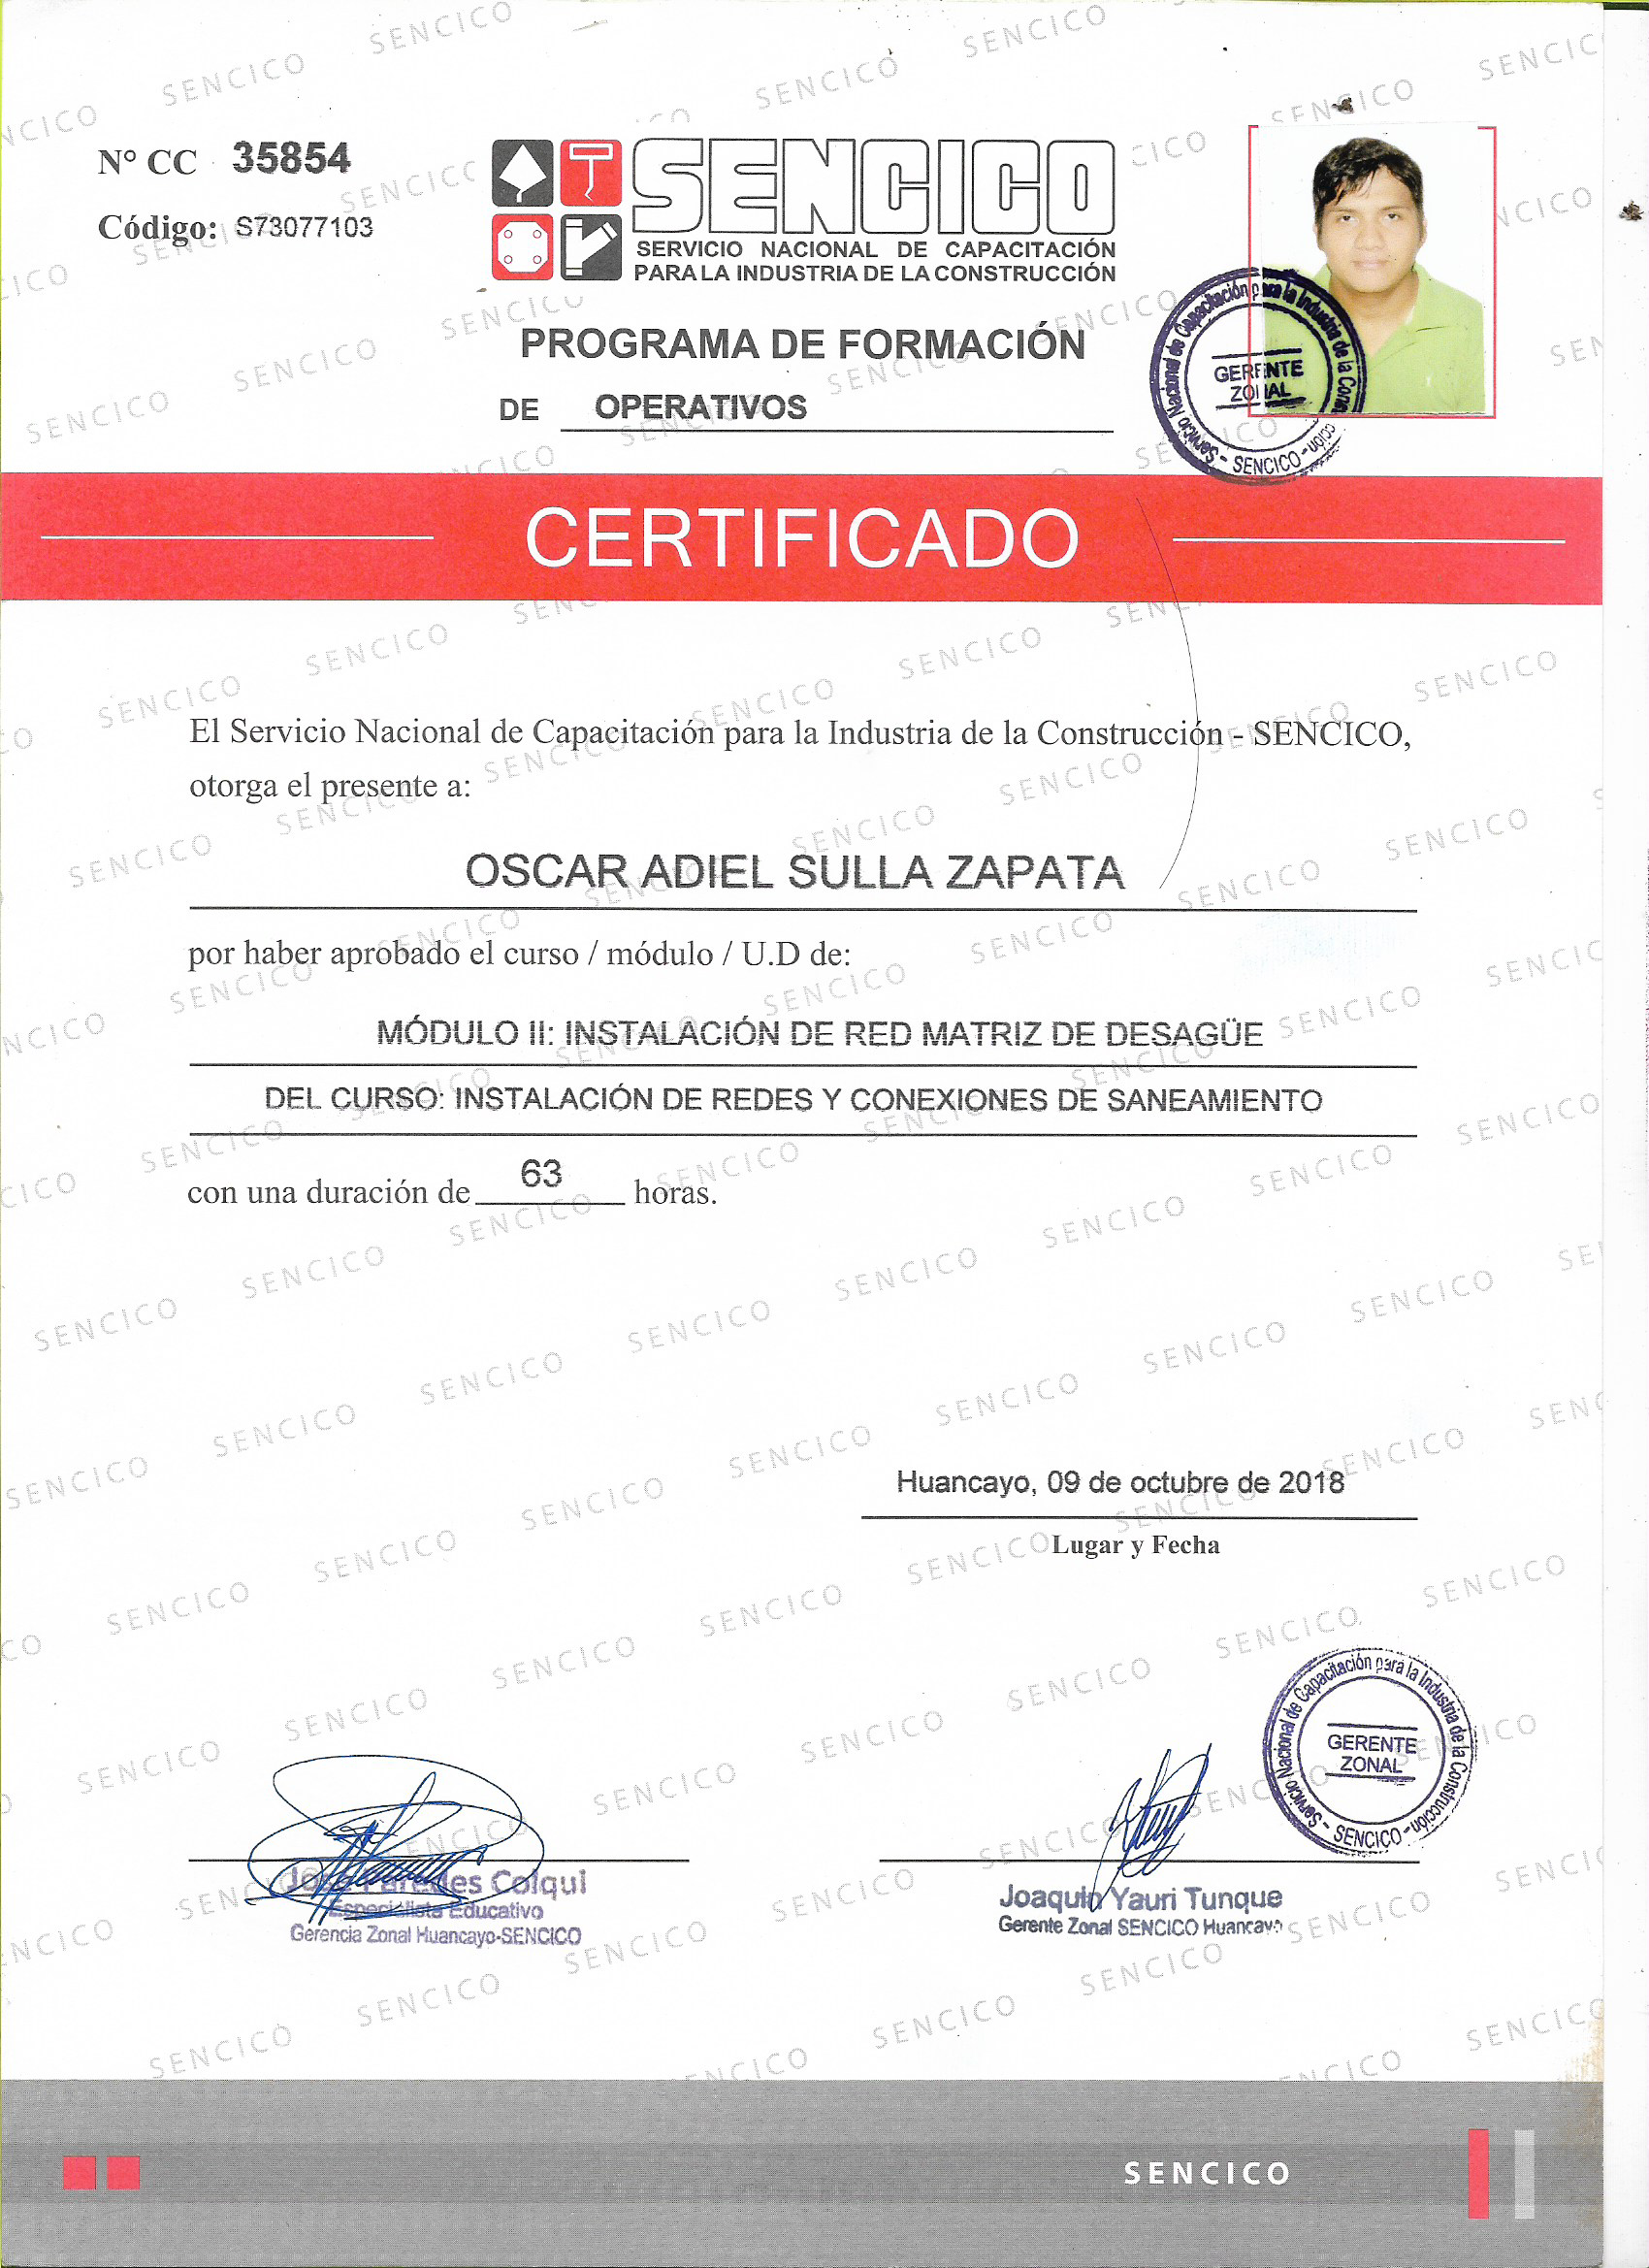 N° CC 35854
Código: S73077103
SENCICO
SERVICIO NACIONAL DE CAPACITACIÓN
PARA LA INDUSTRIA DE LA CONSTRUCCIÓN
PROGRAMA DE FORMACIÓN
DE OPERATIVOS
Servicio Nacional de Capacitación para la Industria de la Construcción - SENCICO -
GERENTE
ZONAL
CERTIFICADO
El Servicio Nacional de Capacitación para la Industria de la Construcción - SENCICO,
otorga el presente a:
OSCAR ADIEL SULLA ZAPATA
por haber aprobado el curso / módulo / U.D de:
MÓDULO II: INSTALACIÓN DE RED MATRIZ DE DESAGÜE
DEL CURSO: INSTALACIÓN DE REDES Y CONEXIONES DE SANEAMIENTO
con una duración de 63 horas.
Huancayo, 09 de octubre de 2018
Lugar y Fecha
Servicio Nacional de Capacitación para la Industria de la Construcción - SENCICO -
GERENTE
ZONAL
José Paredes Colqui
Especialista Educativo
Gerencia Zonal Huancayo-SENCICO
Joaquin Yauri Tunque
Gerente Zonal SENCICO Huancayo
SENCICO